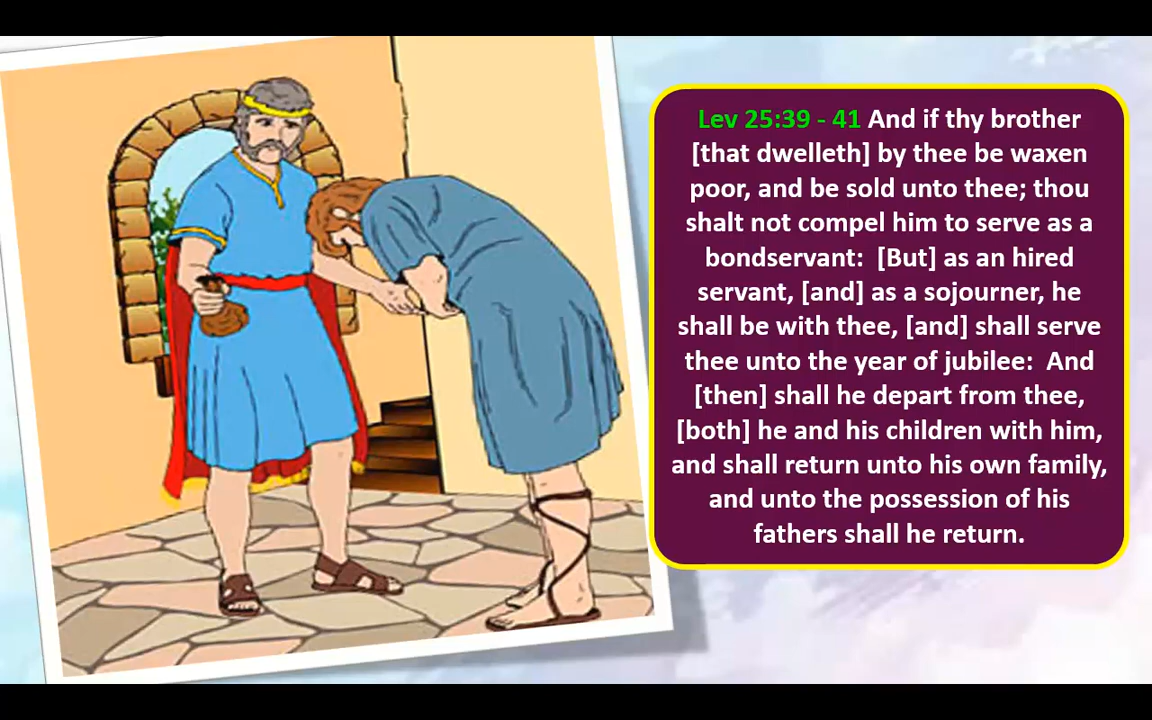 Lev 25:39 - 41 And if thy brother
[that dwelleth] by thee be waxen
poor, and be sold unto thee; thou
shalt not compel him to serve as a
bondservant:  [But] as an hired
servant, [and] as a sojourner, he
shall be with thee, [and] shall serve
thee unto the year of jubilee:  And
[then] shall he depart from thee,
[both] he and his children with him,
and shall return unto his own family,
and unto the possession of his
fathers shall he return.